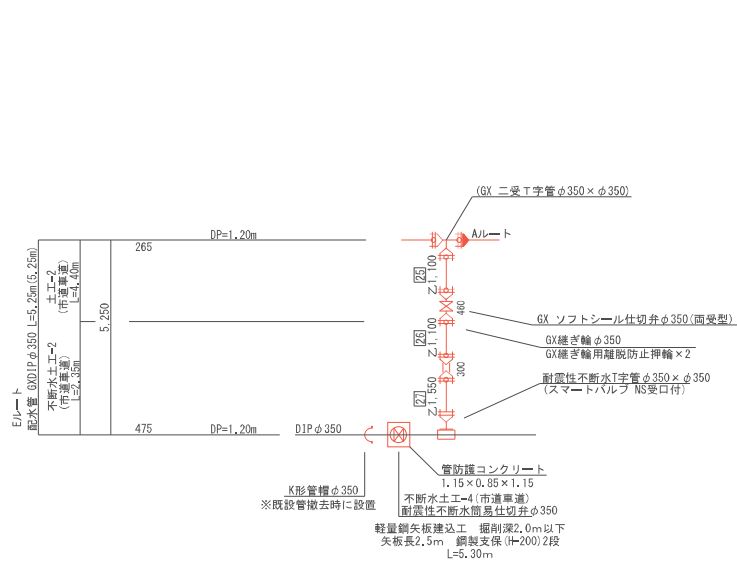 (GX 二受T字管φ350×φ350)
Aルート
DP=1.20m
265
25
Z1,100
460
GX ソフトシール仕切弁φ350(両受型)
26
Z1,100
GX継ぎ輪φ350
GX継ぎ輪用離脱防止押輪×2
300
耐震性不断水T字管φ350×φ350
(スマートバルブ NS受口付)
27
Z1,550
Eルート
配水管 GXDIPφ350 L=5.25m(5.25m)
土工-2
(市道車道)
L=4.40m
不断水土工-2
(市道車道)
L=2.35m
5.250
475
DP=1.20m
DIPφ350
管防護コンクリート
1.15×0.85×1.15
K形管帽φ350
※既設管撤去時に設置
不断水土工-4(市道車道)
耐震性不断水簡易仕切弁φ350
軽量鋼矢板建込工 掘削深2.0m以下
矢板長2.5m 鋼製支保(H-200)2段
L=5.30m